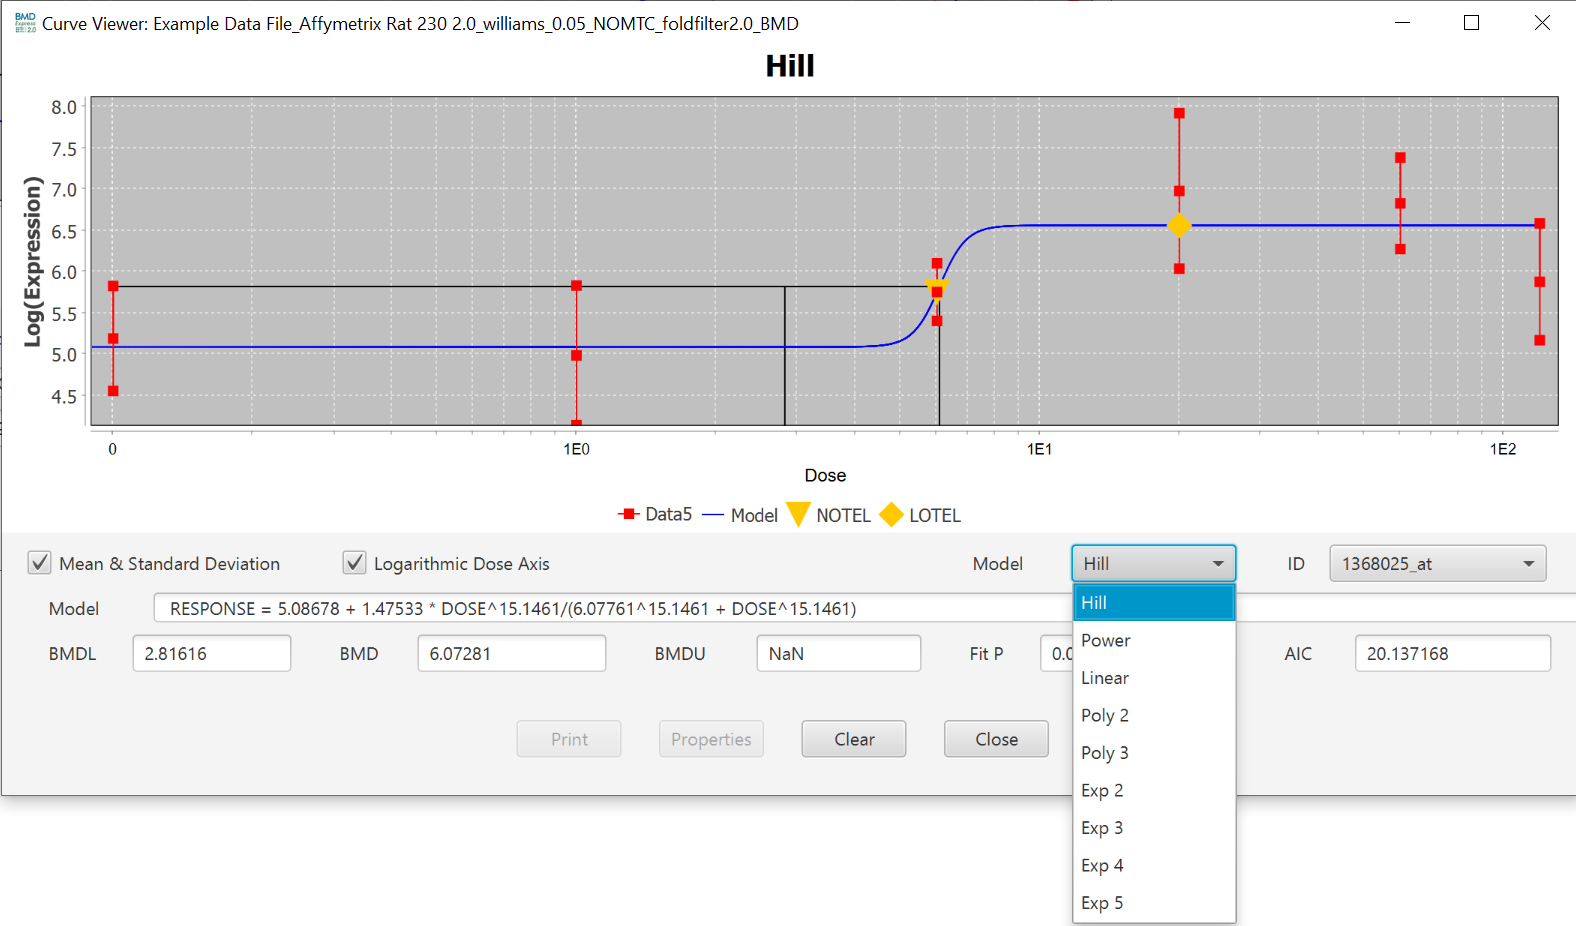 BMD Express 2.0 Curve Viewer: Example Data File_Affymetrix Rat 230 2.0_williams_0.05_NOMTC_foldfilter2.0_BMD
Hill
Log(Expression)
8.0
7.5
7.0
6.5
6.0
5.5
5.0
4.5
0 1E0 1E1 1E2
Dose
Data5 Model NOTEL LOTEL
Mean & Standard Deviation Logarithmic Dose Axis Model Hill ID 1368025_at
Model RESPONSE = 5.08678 + 1.47533 * DOSE^15.1461/(6.07761^15.1461 + DOSE^15.1461)
BMDL 2.81616 BMD 6.07281 BMDU NaN Fit P 0.0 AIC 20.137168
Print Properties Clear Close
Hill
Power
Linear
Poly 2
Poly 3
Exp 2
Exp 3
Exp 4
Exp 5